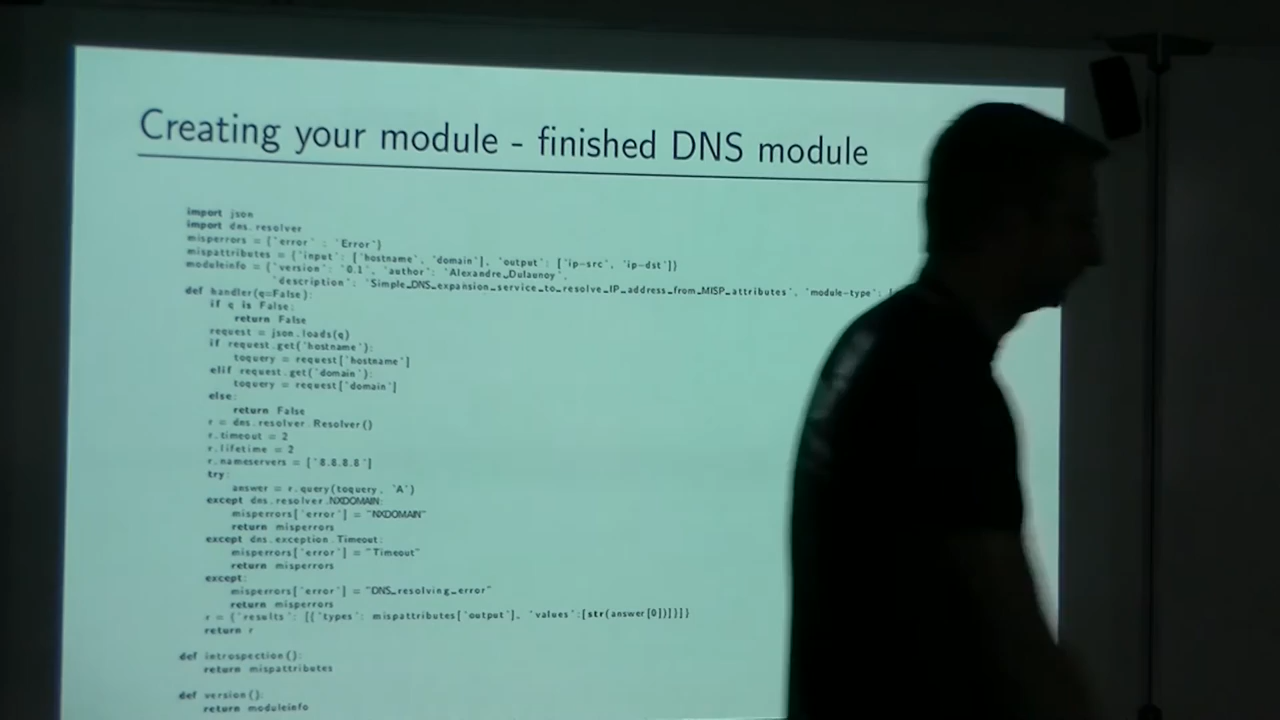 Creating your module - finished DNS module
import json
import dns.resolver
misperrors = {'error' : 'Error'}
mispattributes = {'input': ['hostname', 'domain'], 'output': ['ip-src', 'ip-dst']}
moduleinfo = {'version': '0.1', 'author': 'Alexandre_Dulaunoy',
'description': 'Simple_DNS_expansion_service_to_resolve_IP_address_from_MISP_attributes', 'module-type':
def handler(q=False):
if q is False:
return False
request = json.loads(q)
if request.get('hostname'):
toquery = request['hostname']
elif request.get('domain'):
toquery = request['domain']
else:
return False
r = dns.resolver.Resolver()
r.timeout = 2
r.lifetime = 2
r.nameservers = ['8.8.8.8']
try:
answer = r.query(toquery, 'A')
except dns.resolver.NXDOMAIN:
misperrors['error'] = "NXDOMAIN"
return misperrors
except dns.exception.Timeout:
misperrors['error'] = "Timeout"
return misperrors
except:
misperrors['error'] = "DNS_resolving_error"
return misperrors
r = {'results': [{'types': mispattributes['output'], 'values':[str(answer[0])]}]}
return r
def introspection():
return mispattributes
def version():
return moduleinfo